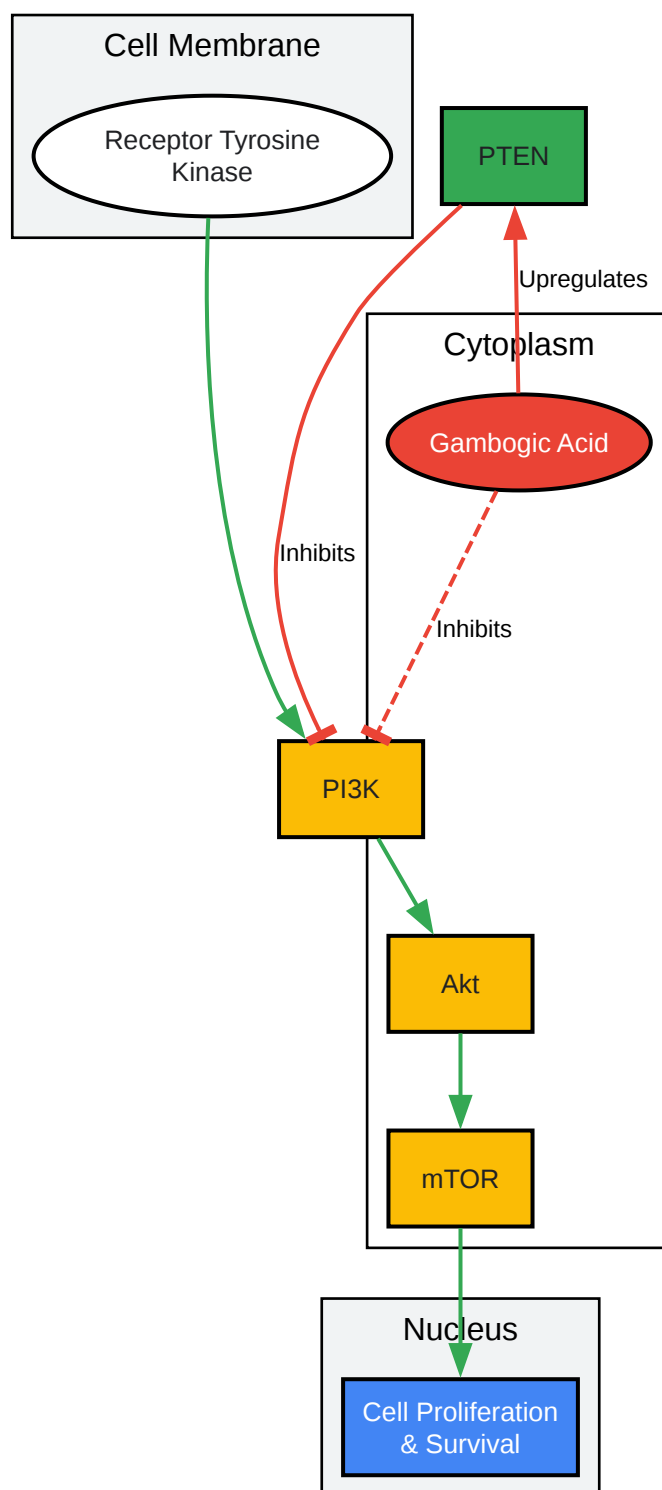 Cell Membrane
Receptor Tyrosine
Kinase
PTEN
Upregulates
Cytoplasm
Gambogic Acid
Inhibits
Inhibits
PI3K
Akt
mTOR
Nucleus
Cell Proliferation
& Survival